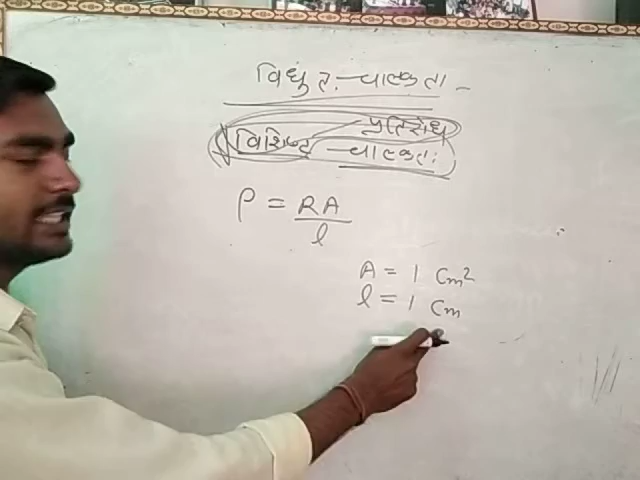 विधुत-चालकता-
प्रतिरोध
विशिष्ट -चालकता:
ρ = RA/l
A = 1 Cm²
l = 1 Cm